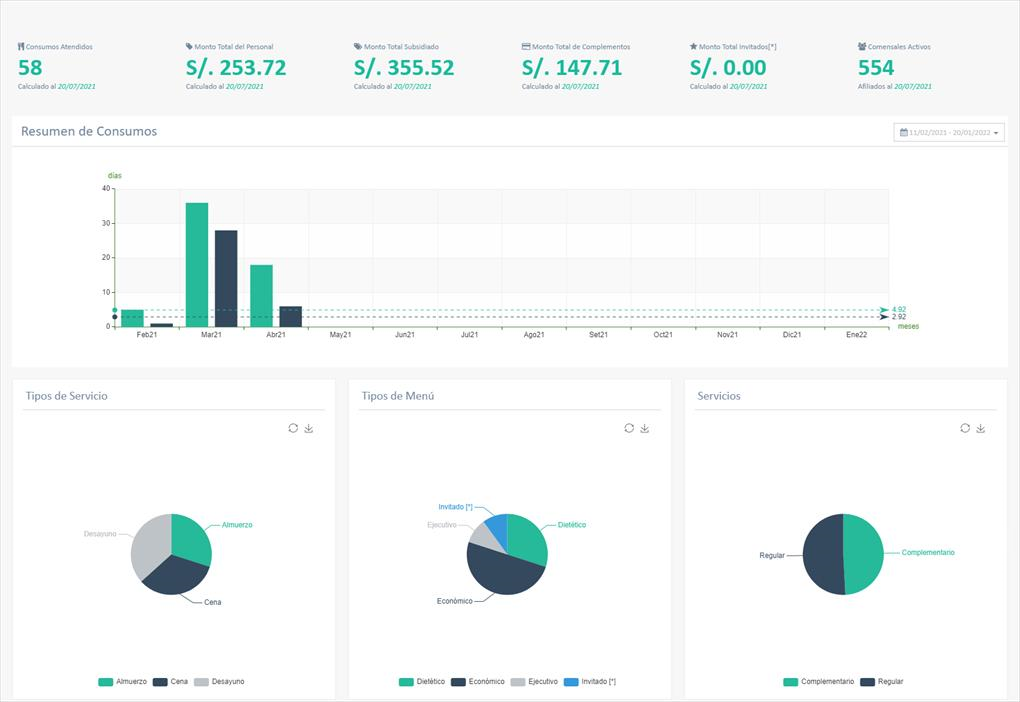 Consumos Atendidos
58
Calculado al 20/07/2021
Monto Total del Personal
S/. 253.72
Calculado al 20/07/2021
Monto Total Subsidiado
S/. 355.52
Calculado al 20/07/2021
Monto Total de Complementos
S/. 147.71
Calculado al 20/07/2021
Monto Total Invitados[*]
S/. 0.00
Calculado al 20/07/2021
Comensales Activos
554
Afiliados al 20/07/2021
Resumen de Consumos
11/02/2021 - 20/01/2022
días
40
30
20
10
0
4.92
2.92
meses
Feb21 Mar21 Abr21 May21 Jun21 Jul21 Ago21 Set21 Oct21 Nov21 Dic21 Ene22
Tipos de Servicio
Almuerzo
Desayuno
Cena
Almuerzo Cena Desayuno
Tipos de Menú
Invitado [*]
Ejecutivo
Dietético
Económico
Dietético Económico Ejecutivo Invitado [*]
Servicios
Regular
Complementario
Complementario Regular